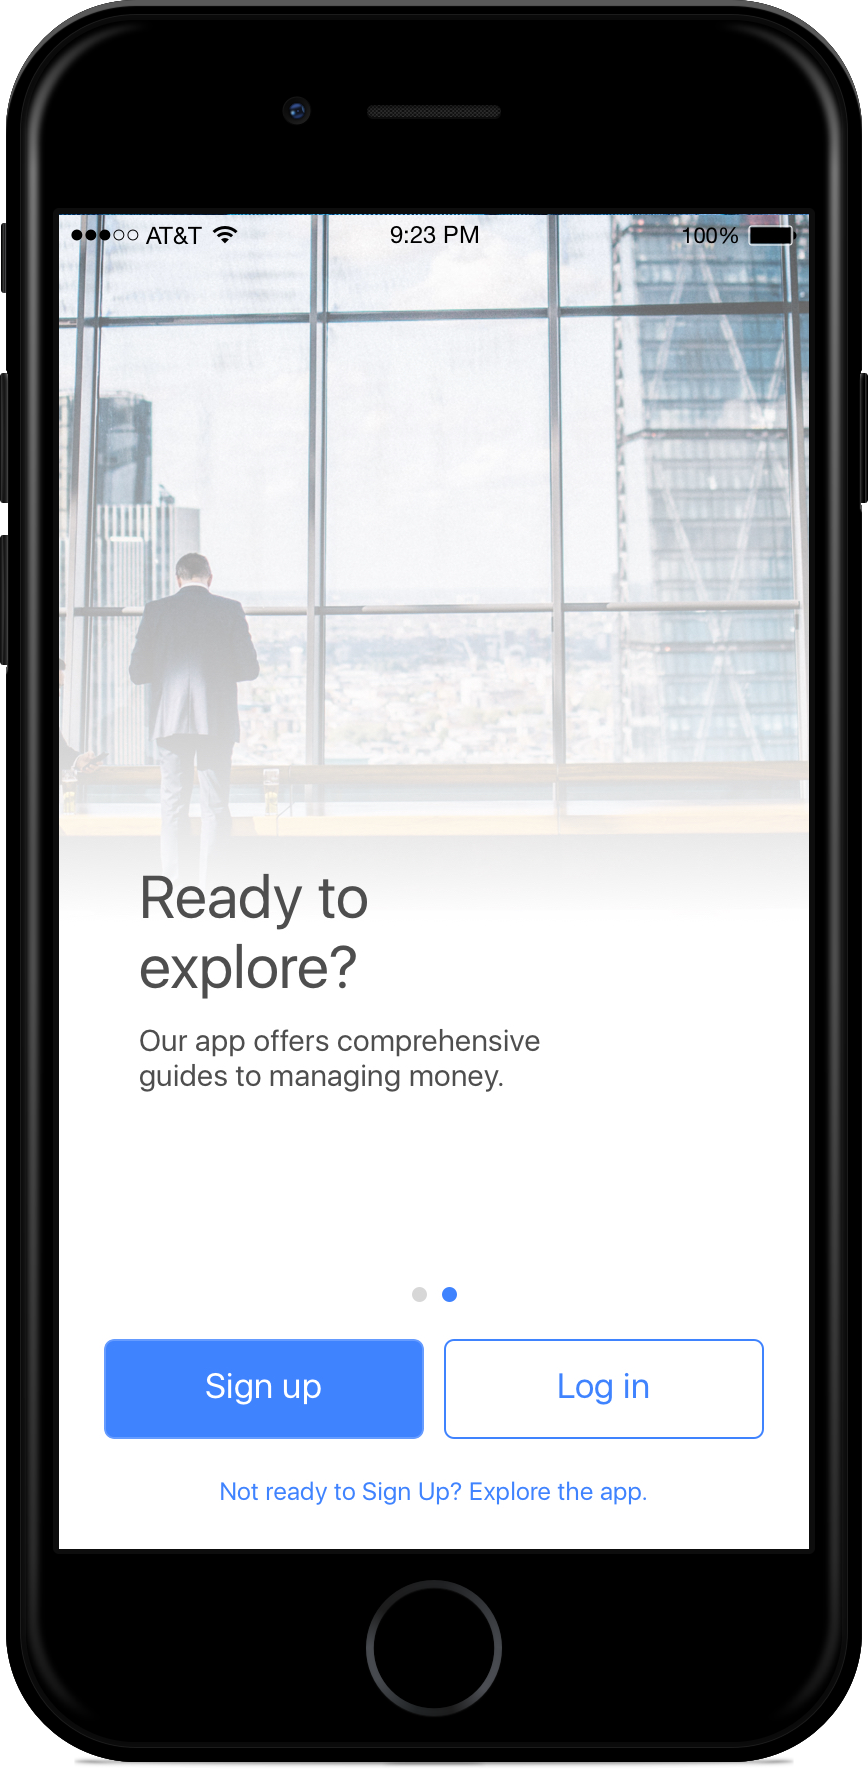 AT&T 9:23 PM 100%
Ready to
explore?
Our app offers comprehensive
guides to managing money.
Sign up Log in
Not ready to Sign Up? Explore the app.